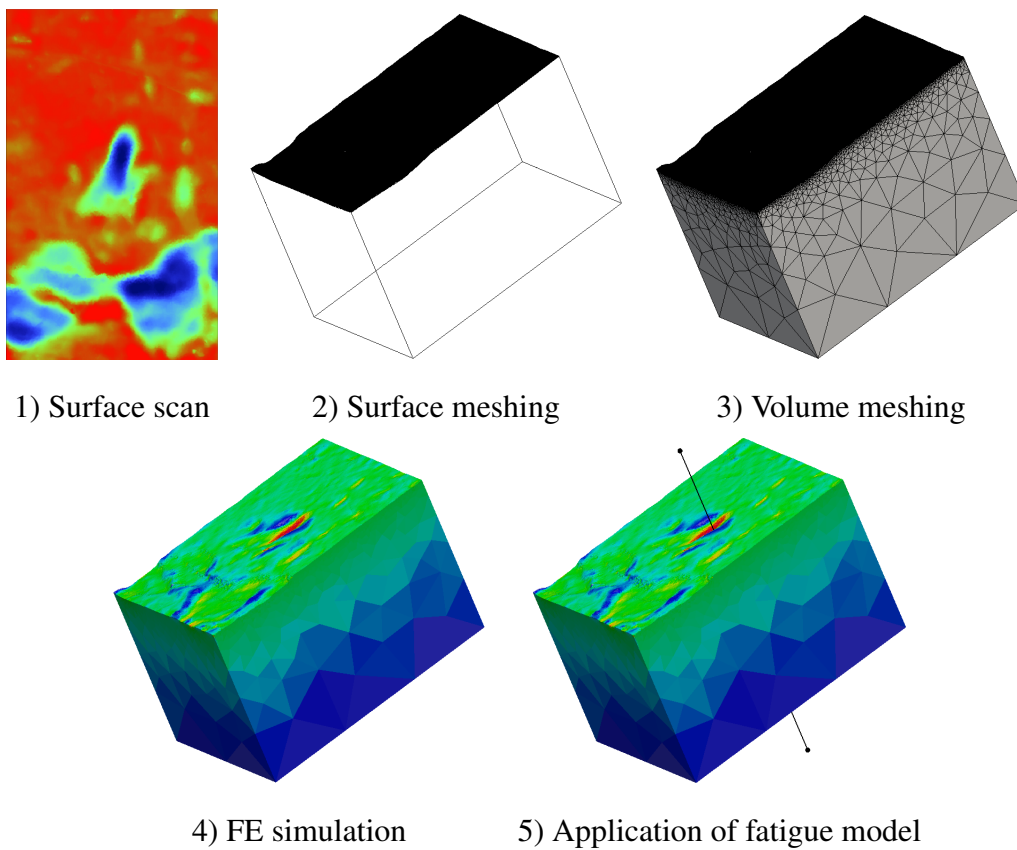 1) Surface scan
2) Surface meshing
3) Volume meshing
4) FE simulation
5) Application of fatigue model